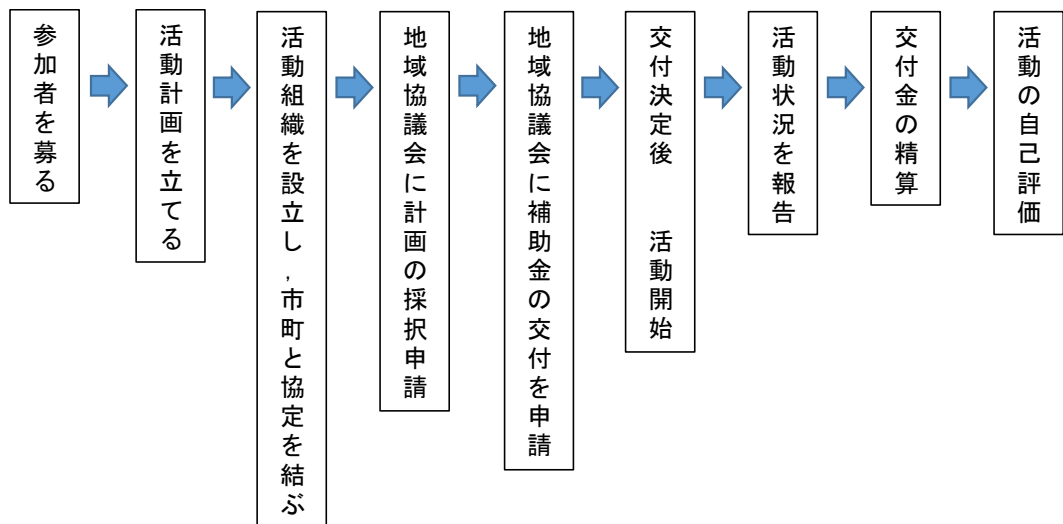 参加者を募る
活動計画を立てる
活動組織を設立し,市町と協定を結ぶ
地域協議会に計画の採択申請
地域協議会に補助金の交付を申請
交付決定後　活動開始
活動状況を報告
交付金の精算
活動の自己評価